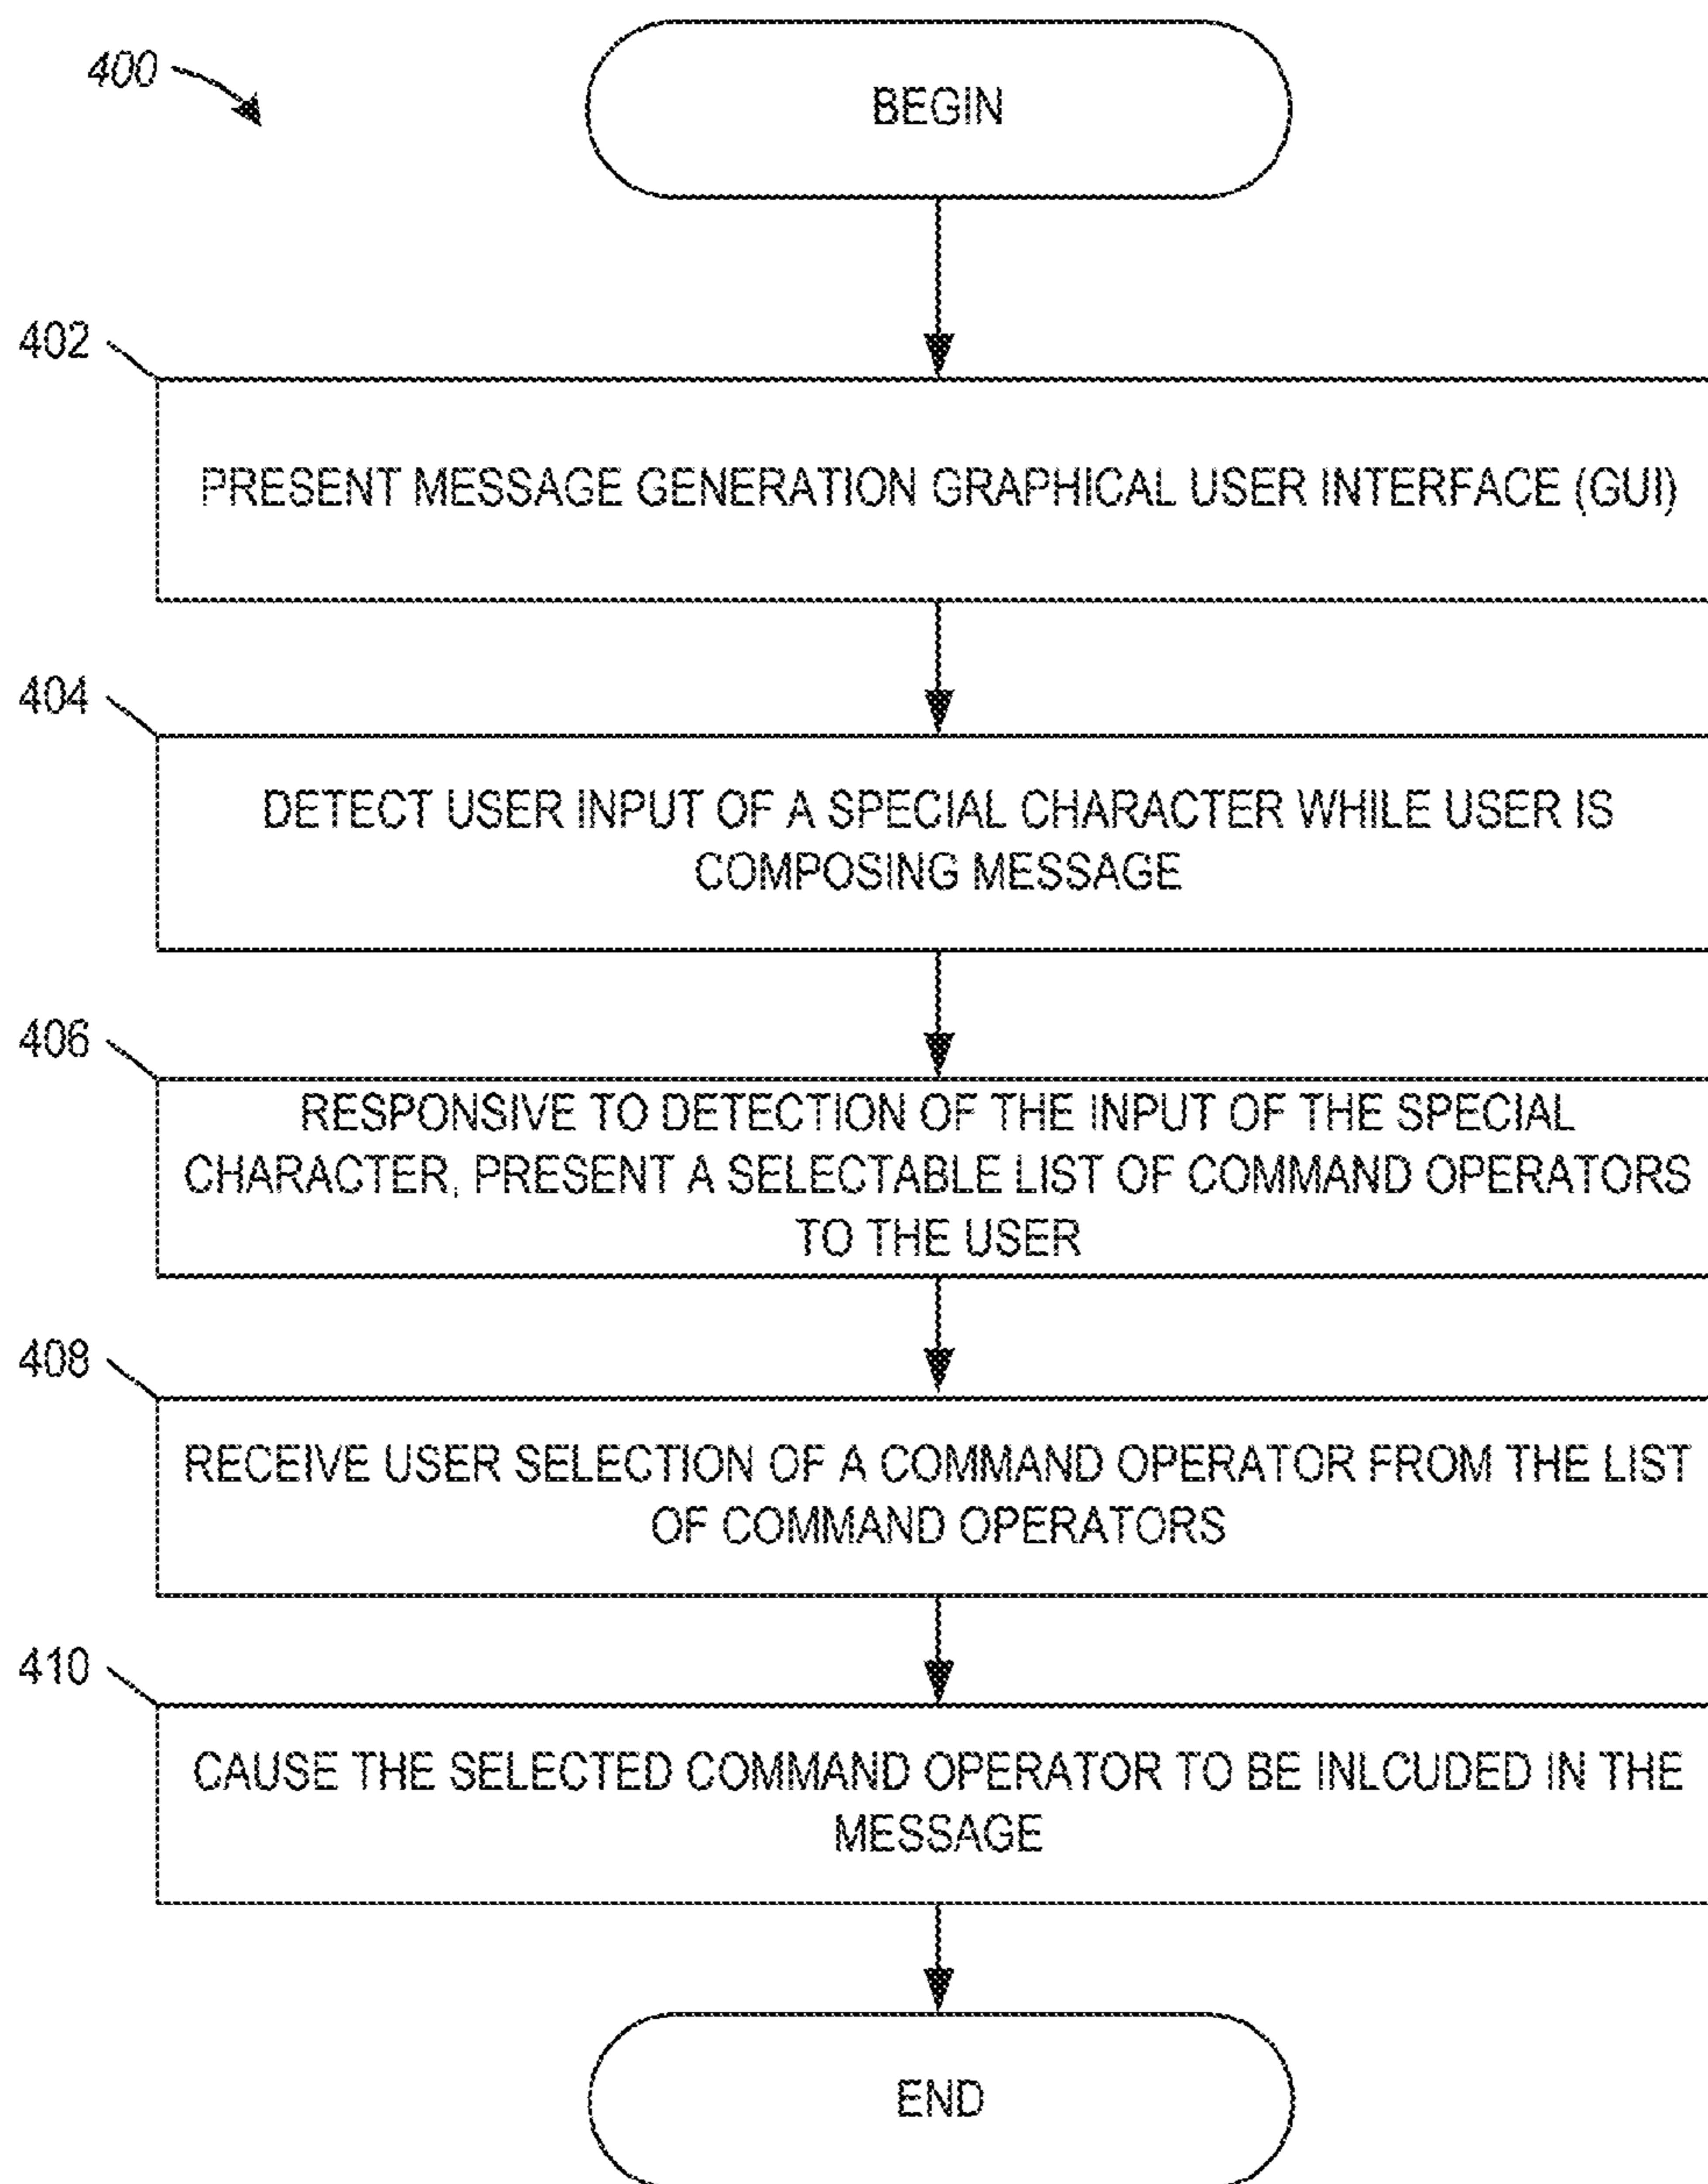 400
BEGIN
402
PRESENT MESSAGE GENERATION GRAPHICAL USER INTERFACE (GUI)
404
DETECT USER INPUT OF A SPECIAL CHARACTER WHILE USER IS
COMPOSING MESSAGE
406
RESPONSIVE TO DETECTION OF THE INPUT OF THE SPECIAL
CHARACTER, PRESENT A SELECTABLE LIST OF COMMAND OPERATORS
TO THE USER
408
RECEIVE USER SELECTION OF A COMMAND OPERATOR FROM THE LIST
OF COMMAND OPERATORS
410
CAUSE THE SELECTED COMMAND OPERATOR TO BE INLCUDED IN THE
MESSAGE
END